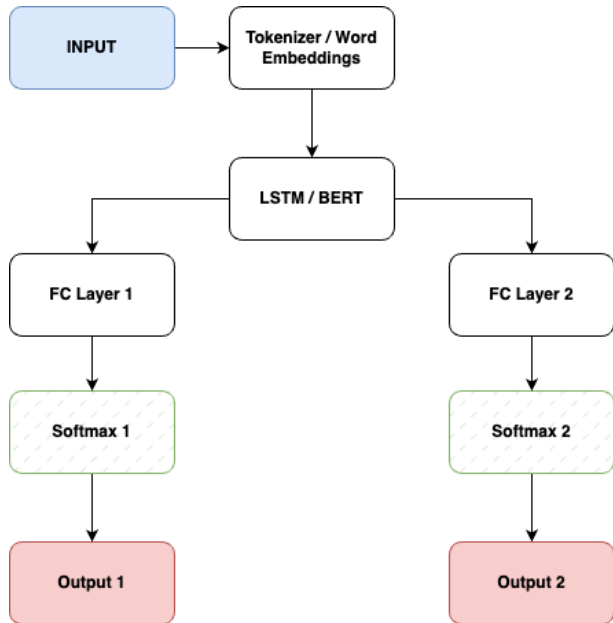 INPUT
Tokenizer / Word
Embeddings
LSTM / BERT
FC Layer 1
FC Layer 2
Softmax 1
Softmax 2
Output 1
Output 2